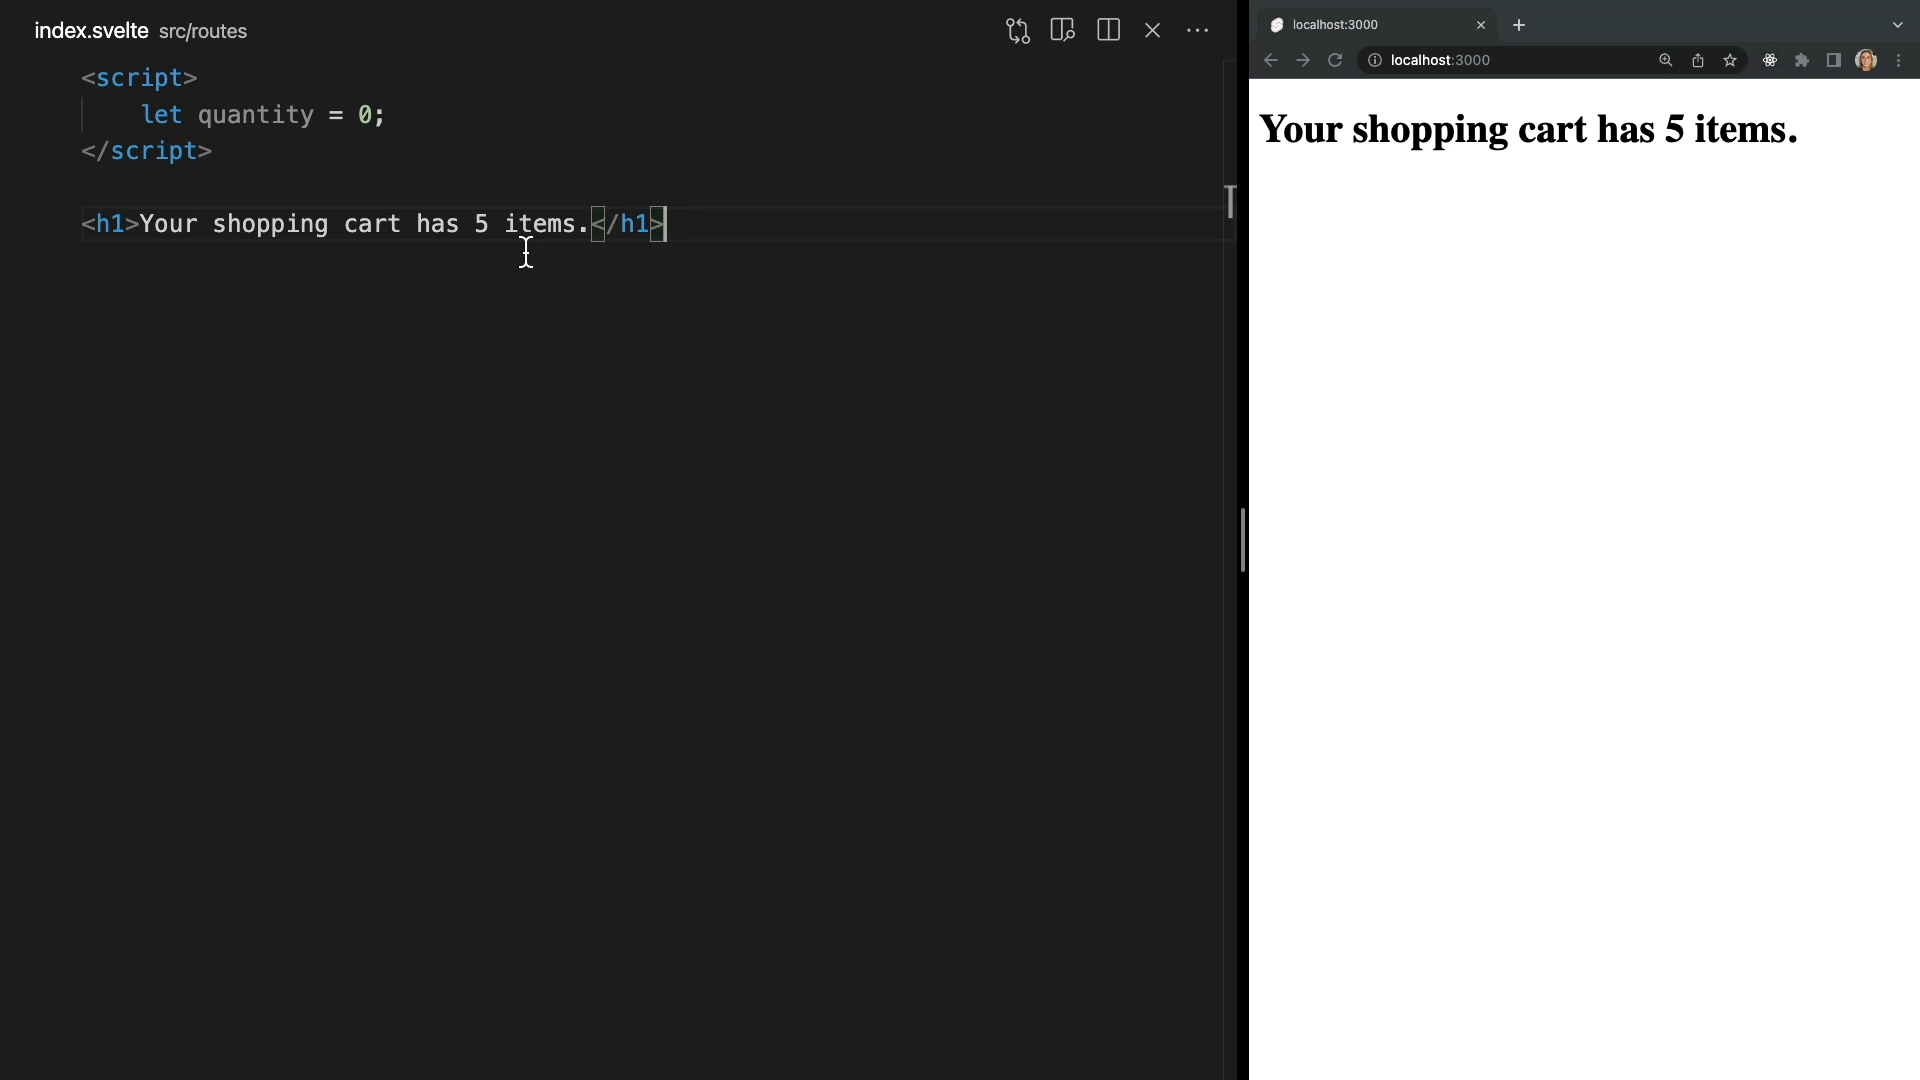 index.svelte src/routes
<script>
let quantity = 0;
</script>
<h1>Your shopping cart has 5 items.</h1>
localhost:3000
localhost:3000
Your shopping cart has 5 items.